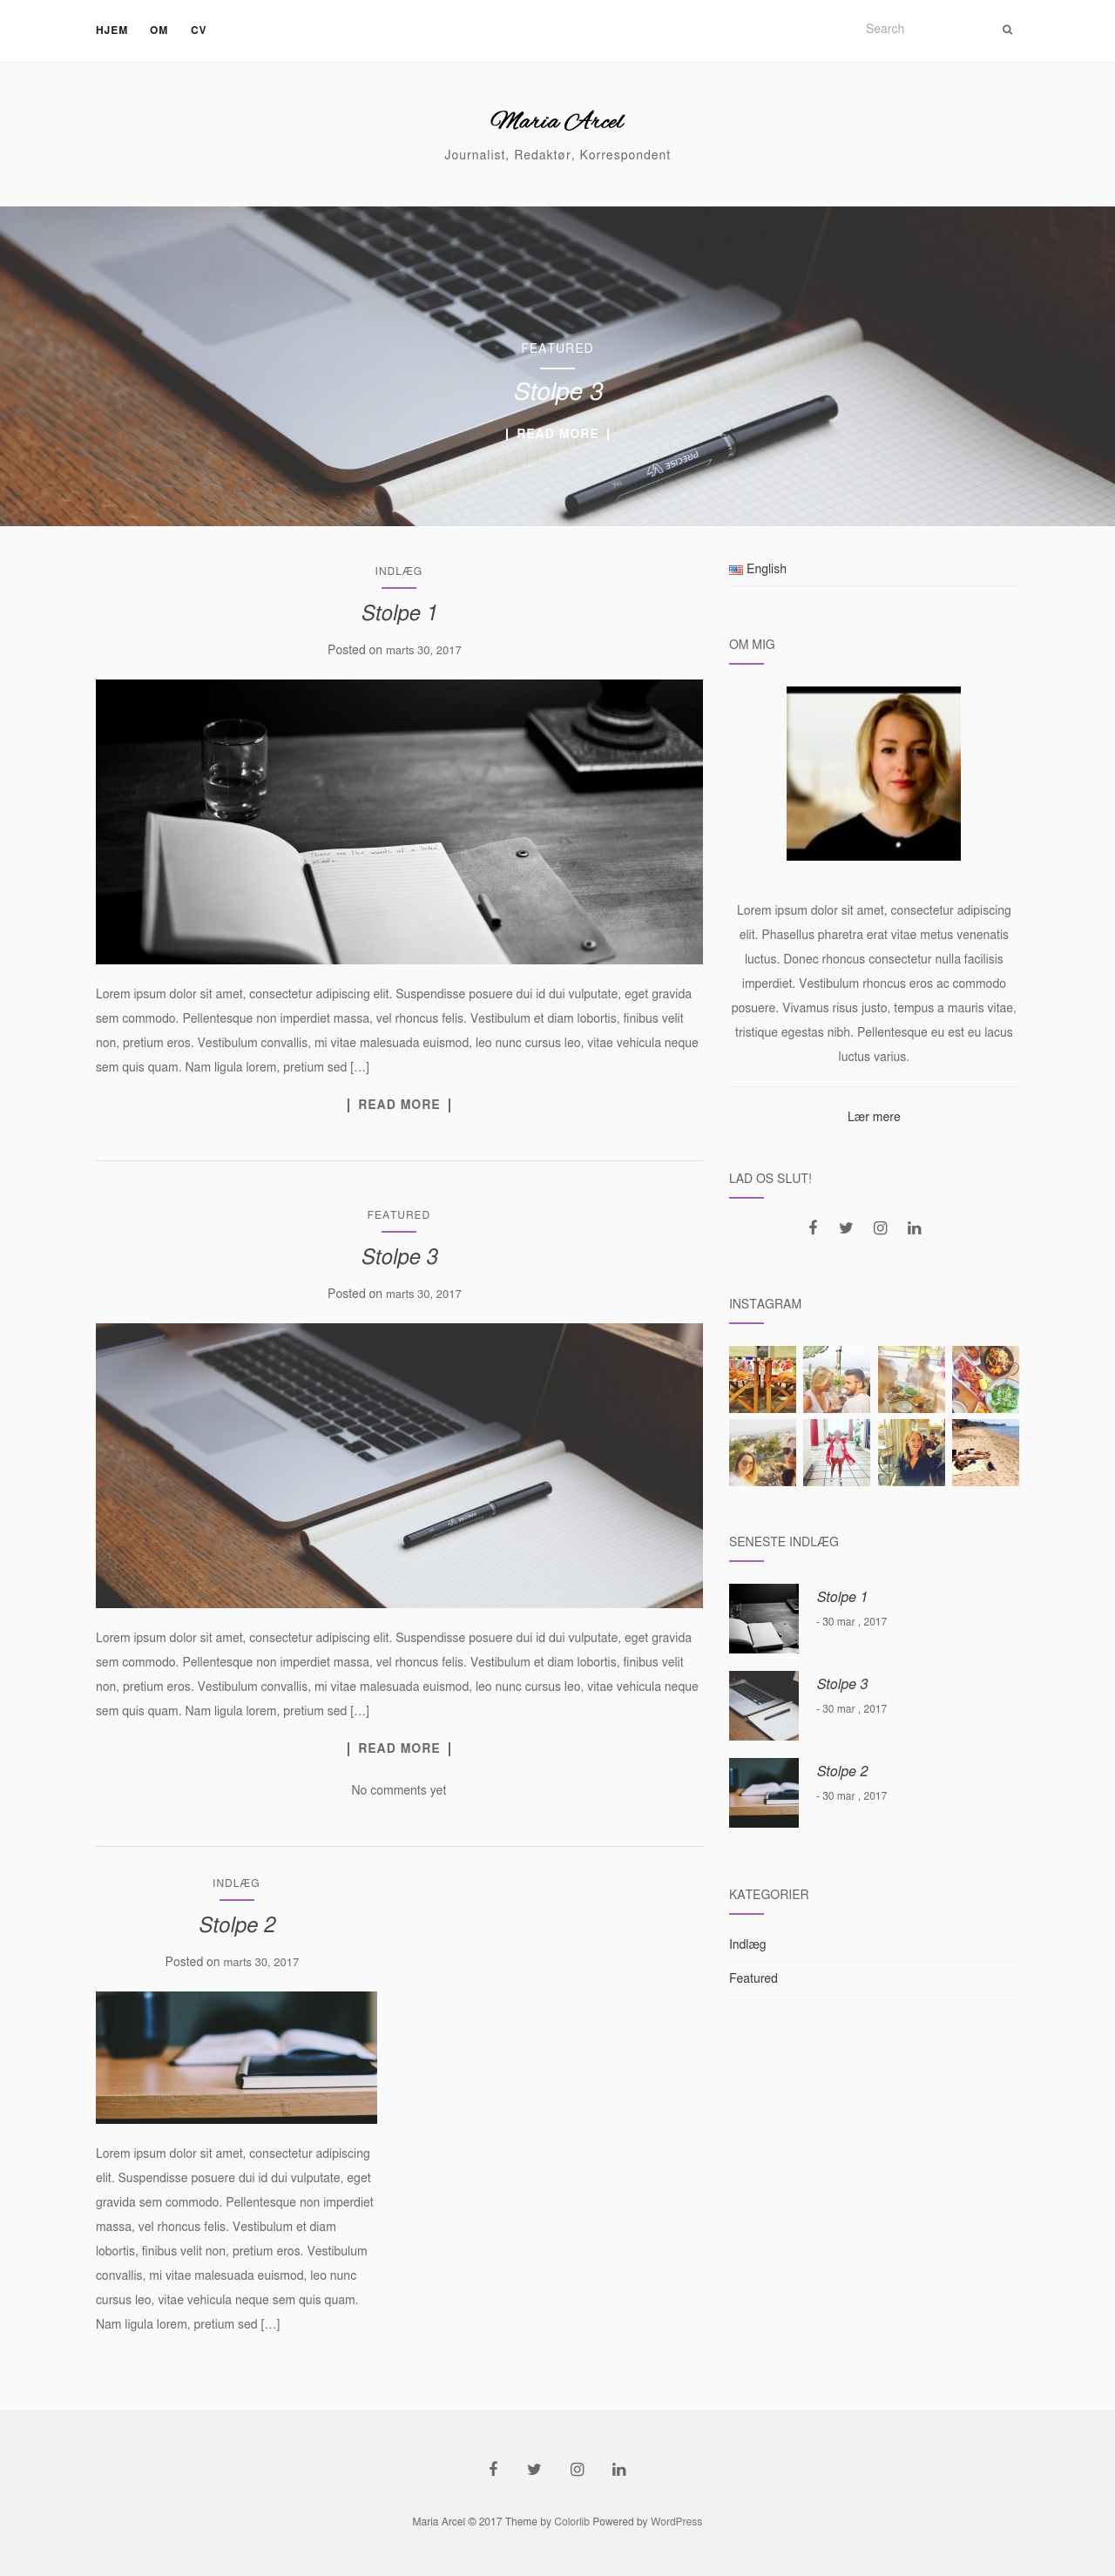 HJEM OM CV Search
Maria Arcel
Journalist, Redaktør, Korrespondent
FEATURED
Stolpe 3
READ MORE
PRECISE V7
INDLÆG
Stolpe 1
Posted on marts 30, 2017
Lorem ipsum dolor sit amet, consectetur adipiscing elit. Suspendisse posuere dui id dui vulputate, eget gravida
sem commodo. Pellentesque non imperdiet massa, vel rhoncus felis. Vestibulum et diam lobortis, finibus velit
non, pretium eros. Vestibulum convallis, mi vitae malesuada euismod, leo nunc cursus leo, vitae vehicula neque
sem quis quam. Nam ligula lorem, pretium sed […]
READ MORE
FEATURED
Stolpe 3
Posted on marts 30, 2017
Lorem ipsum dolor sit amet, consectetur adipiscing elit. Suspendisse posuere dui id dui vulputate, eget gravida
sem commodo. Pellentesque non imperdiet massa, vel rhoncus felis. Vestibulum et diam lobortis, finibus velit
non, pretium eros. Vestibulum convallis, mi vitae malesuada euismod, leo nunc cursus leo, vitae vehicula neque
sem quis quam. Nam ligula lorem, pretium sed […]
READ MORE
No comments yet
INDLÆG
Stolpe 2
Posted on marts 30, 2017
Lorem ipsum dolor sit amet, consectetur adipiscing
elit. Suspendisse posuere dui id dui vulputate, eget
gravida sem commodo. Pellentesque non imperdiet
massa, vel rhoncus felis. Vestibulum et diam
lobortis, finibus velit non, pretium eros. Vestibulum
convallis, mi vitae malesuada euismod, leo nunc
cursus leo, vitae vehicula neque sem quis quam.
Nam ligula lorem, pretium sed […]
English
OM MIG
Lorem ipsum dolor sit amet, consectetur adipiscing
elit. Phasellus pharetra erat vitae metus venenatis
luctus. Donec rhoncus consectetur nulla facilisis
imperdiet. Vestibulum rhoncus eros ac commodo
posuere. Vivamus risus justo, tempus a mauris vitae,
tristique egestas nibh. Pellentesque eu est eu lacus
luctus varius.
Lær mere
LAD OS SLUT!
INSTAGRAM
SENESTE INDLÆG
Stolpe 1
- 30 mar , 2017
Stolpe 3
- 30 mar , 2017
Stolpe 2
- 30 mar , 2017
KATEGORIER
Indlæg
Featured
Maria Arcel © 2017 Theme by Colorlib Powered by WordPress